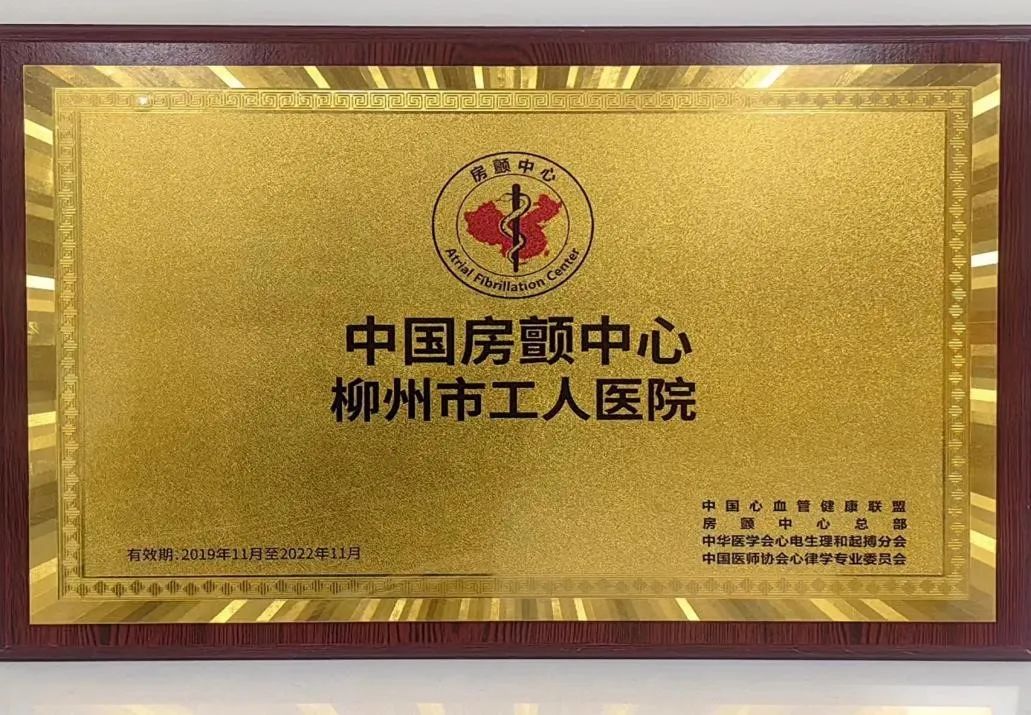 房颤中心
Atrial Fibrillation Center
中国房颤中心
柳州市工人医院
中国心血管健康联盟
房颤中心总部
中华医学会心电生理和起搏分会
中国医师协会心律学专业委员会
有效期:2019年11月至2022年11月